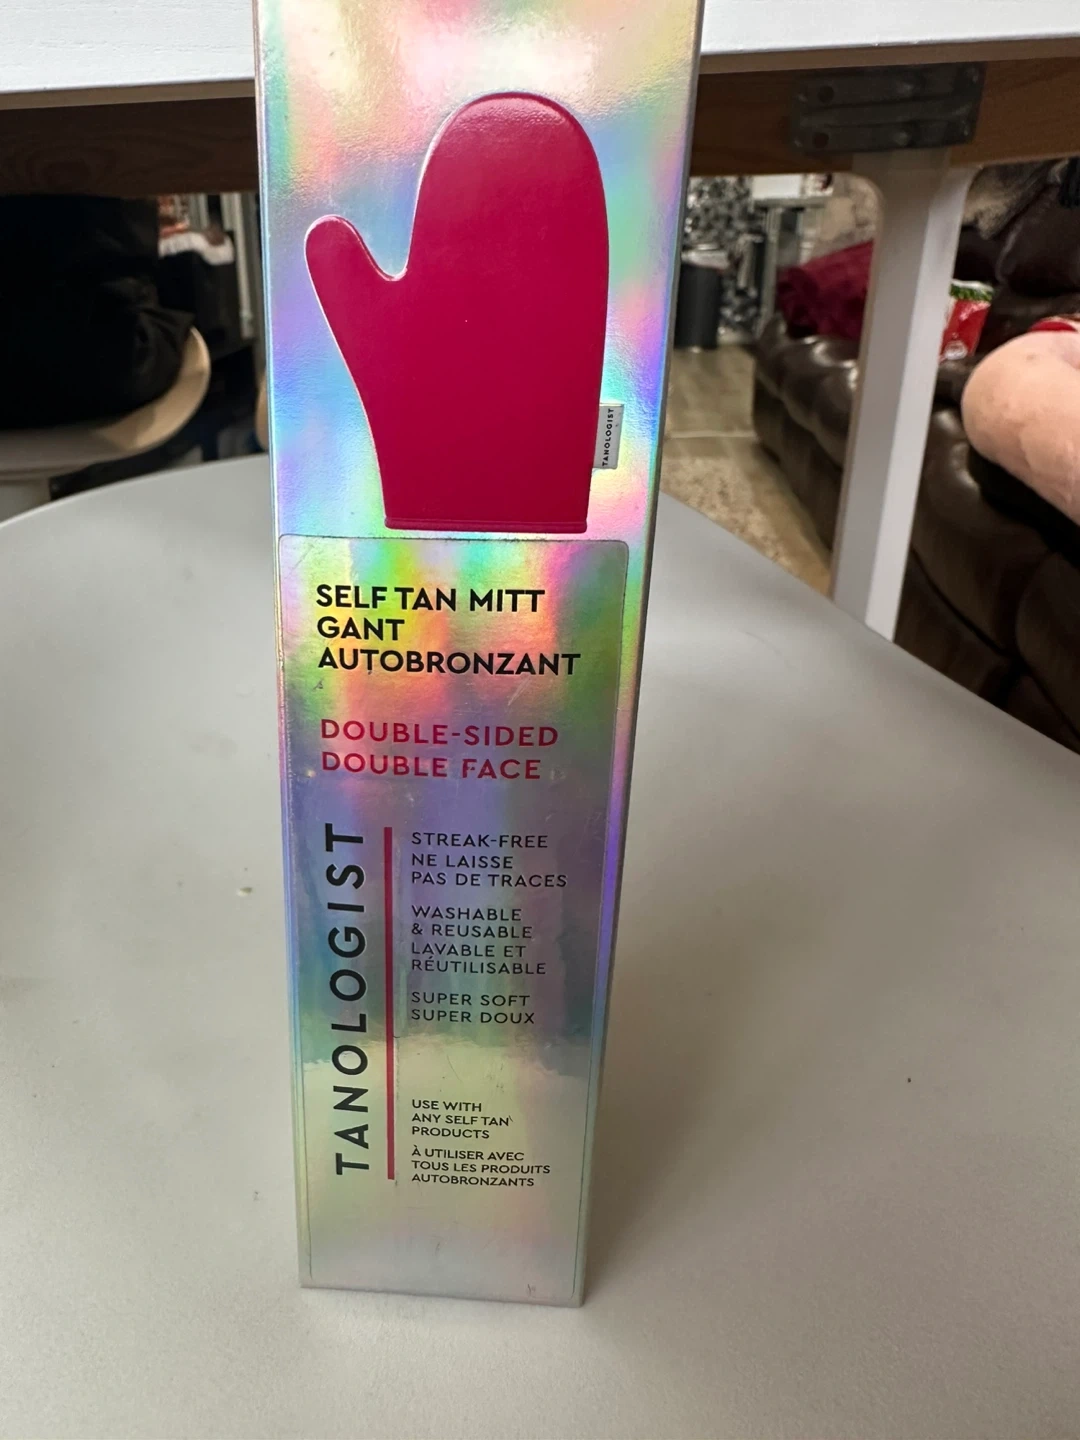 TANOLOGIST
SELF TAN MITT
GANT
AUTOBRONZANT
DOUBLE-SIDED
DOUBLE FACE
TANOLOGIST
STREAK-FREE
NE LAISSE
PAS DE TRACES
WASHABLE
& REUSABLE
LAVABLE ET
RÉUTILISABLE
SUPER SOFT
SUPER DOUX
USE WITH
ANY SELF TAN
PRODUCTS
À UTILISER AVEC
TOUS LES PRODUITS
AUTOBRONZANTS